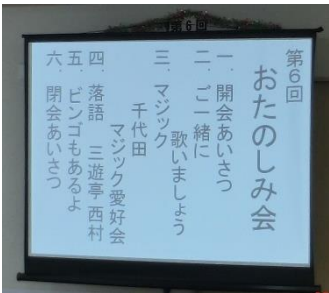 第6回
第6回
おたのしみ会
一．開会あいさつ
二．ご一緒に
歌いましょう
三．マジック
千代田
マジック愛好会
四．落語　三遊亭 西村
五．ビンゴもあるよ
六．閉会あいさつ